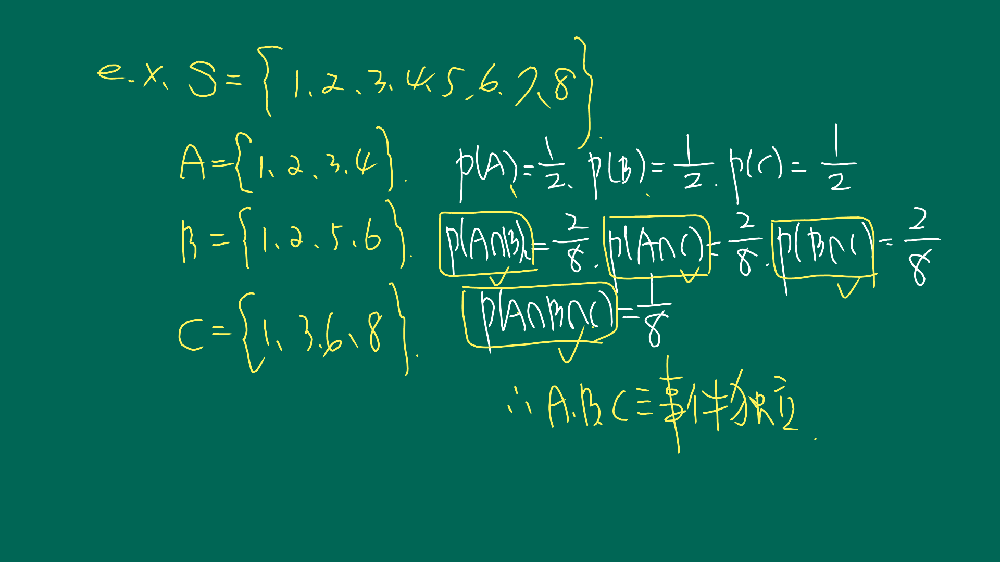 e.x. S={1、2、3、4、5、6、7、8}.
A={1、2、3、4}. P(A)=1/2、P(B)=1/2. P(C)=1/2
B={1、2、5、6}. P(A∩B)=2/8. P(A∩C)=2/8. P(B∩C)=2/8
C={1、3、6、8}. P(A∩B∩C)=1/8
∴A.B.C三事件独立.